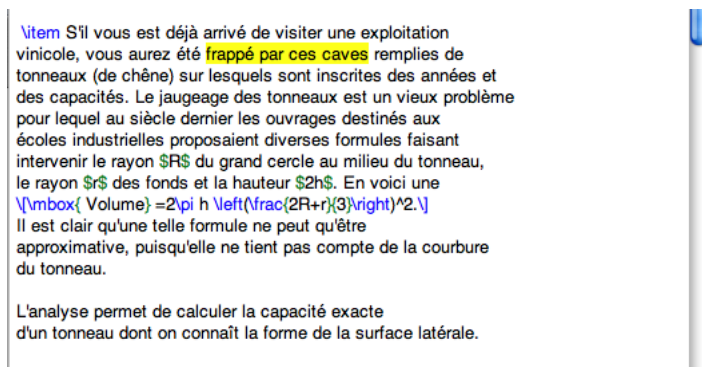 \item S'il vous est déjà arrivé de visiter une exploitation
vinicole, vous aurez été frappé par ces caves remplies de
tonneaux (de chêne) sur lesquels sont inscrites des années et
des capacités. Le jaugeage des tonneaux est un vieux problème
pour lequel au siècle dernier les ouvrages destinés aux
écoles industrielles proposaient diverses formules faisant
intervenir le rayon $R$ du grand cercle au milieu du tonneau,
le rayon $r$ des fonds et la hauteur $2h$. En voici une
\[\mbox{ Volume} =2\pi h \left(\frac{2R+r}{3}\right)^2.\]
Il est clair qu'une telle formule ne peut qu'être
approximative, puisqu'elle ne tient pas compte de la courbure
du tonneau.

L'analyse permet de calculer la capacité exacte
d'un tonneau dont on connaît la forme de la surface latérale.